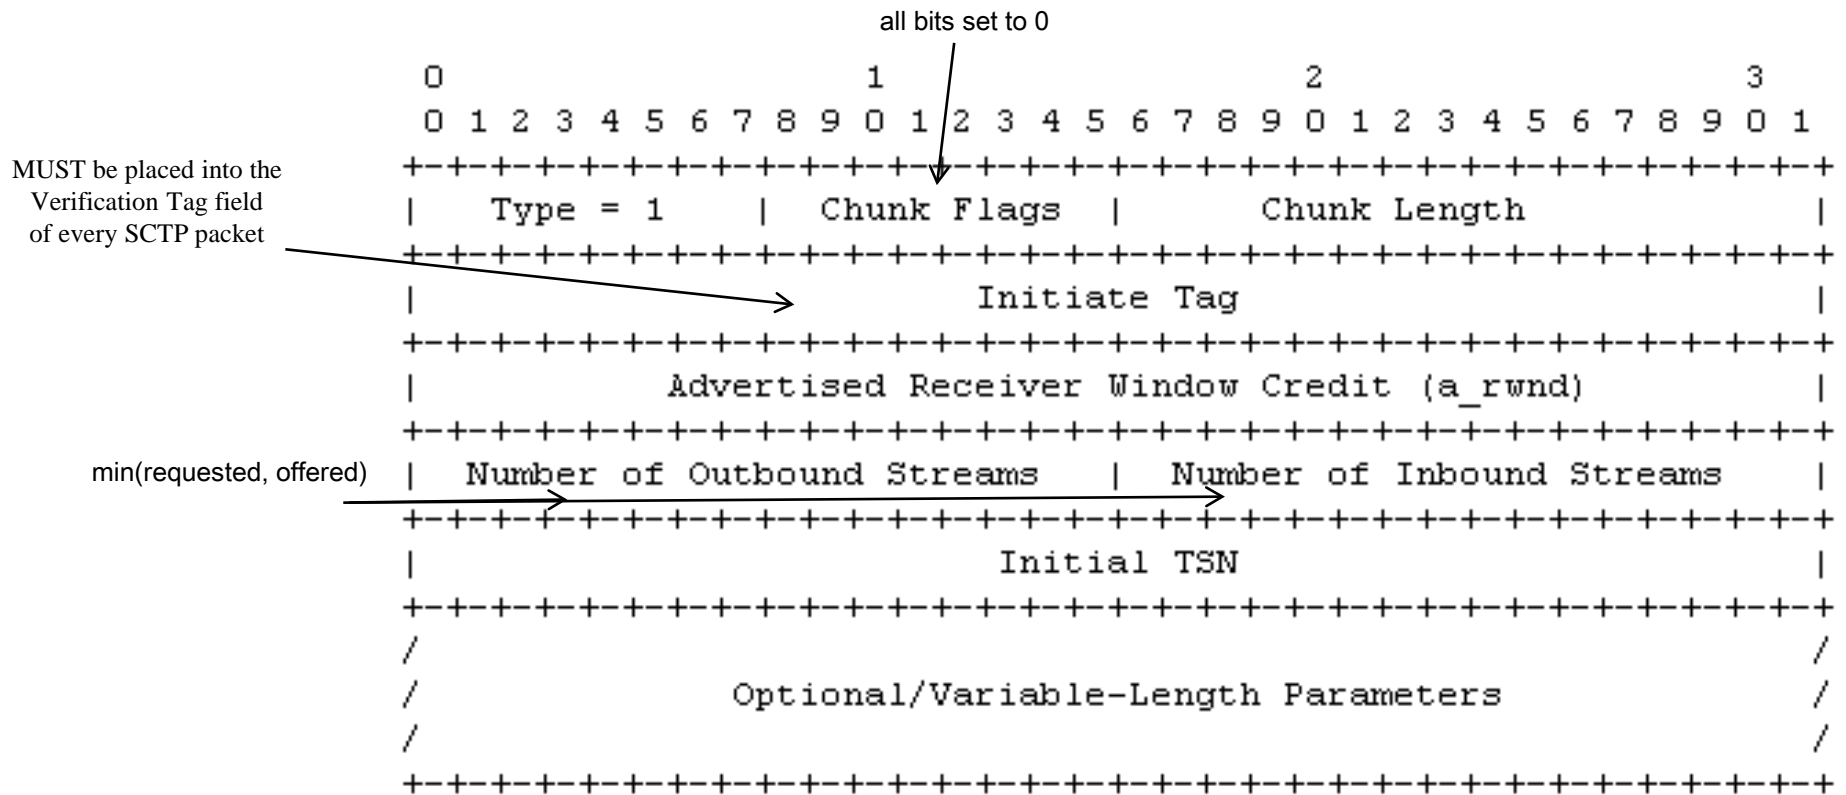 all bits set to 0
0 1 2 3
0 1 2 3 4 5 6 7 8 9 0 1 2 3 4 5 6 7 8 9 0 1 2 3 4 5 6 7 8 9 0 1
+-+-+-+-+-+-+-+-+-+-+-+-+-+-+-+-+-+-+-+-+-+-+-+-+-+-+-+-+-+-+-+-+
MUST be placed into the
Verification Tag field
of every SCTP packet
| Type = 1 | Chunk Flags | Chunk Length |
+-+-+-+-+-+-+-+-+-+-+-+-+-+-+-+-+-+-+-+-+-+-+-+-+-+-+-+-+-+-+-+-+
| Initiate Tag |
+-+-+-+-+-+-+-+-+-+-+-+-+-+-+-+-+-+-+-+-+-+-+-+-+-+-+-+-+-+-+-+-+
| Advertised Receiver Window Credit (a_rwnd) |
+-+-+-+-+-+-+-+-+-+-+-+-+-+-+-+-+-+-+-+-+-+-+-+-+-+-+-+-+-+-+-+-+
min(requested, offered)
| Number of Outbound Streams | Number of Inbound Streams |
+-+-+-+-+-+-+-+-+-+-+-+-+-+-+-+-+-+-+-+-+-+-+-+-+-+-+-+-+-+-+-+-+
| Initial TSN |
+-+-+-+-+-+-+-+-+-+-+-+-+-+-+-+-+-+-+-+-+-+-+-+-+-+-+-+-+-+-+-+-+
/ /
/ Optional/Variable-Length Parameters /
/ /
+-+-+-+-+-+-+-+-+-+-+-+-+-+-+-+-+-+-+-+-+-+-+-+-+-+-+-+-+-+-+-+-+